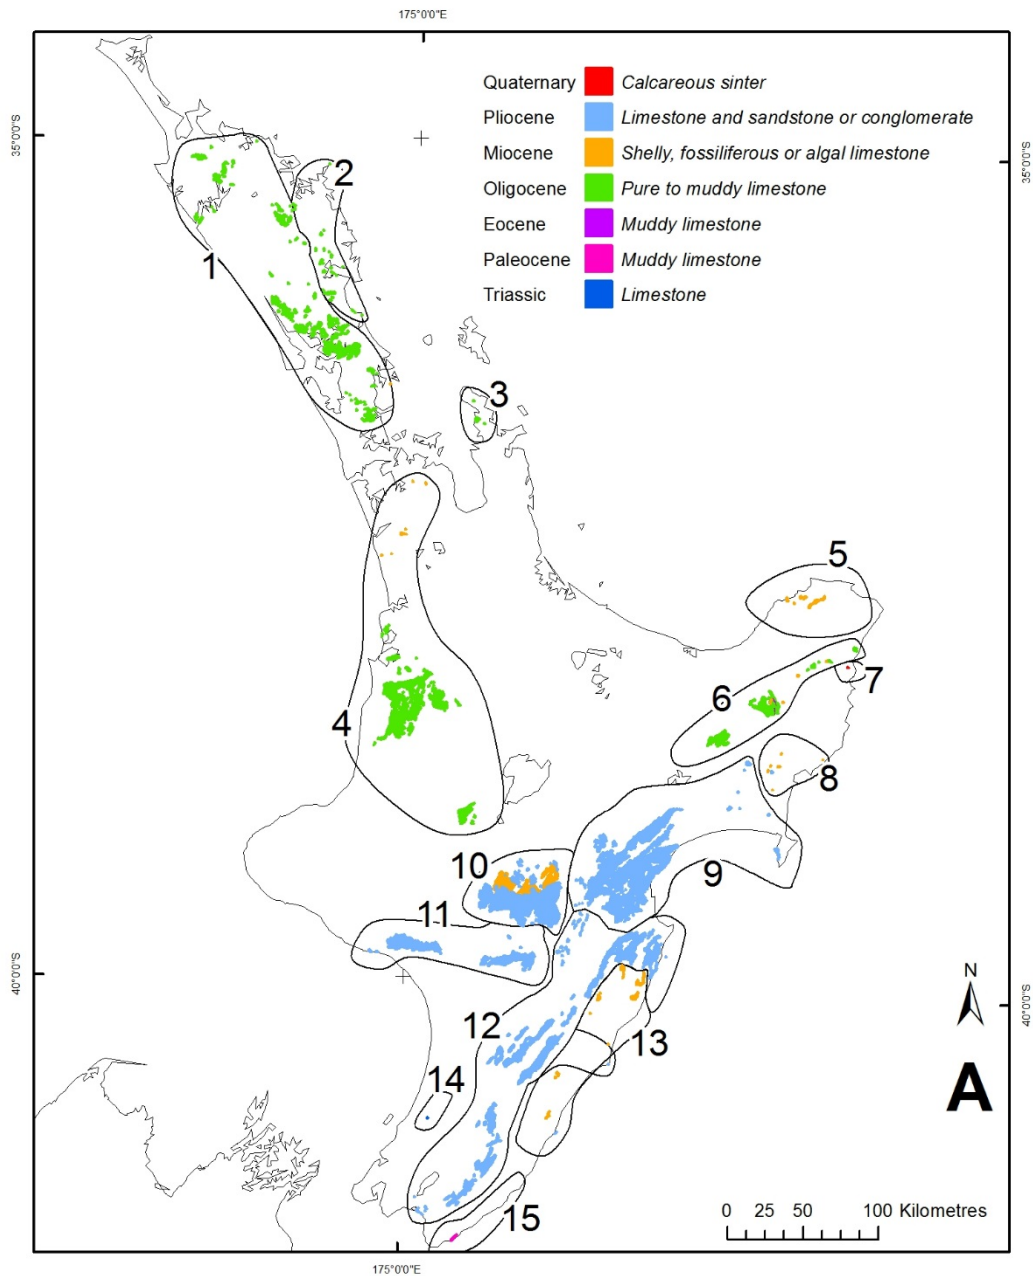 175°0'0"E
35°0'0"S
35°0'0"S
Quaternary Calcareous sinter
Pliocene Limestone and sandstone or conglomerate
Miocene Shelly, fossiliferous or algal limestone
Oligocene Pure to muddy limestone
Eocene Muddy limestone
Paleocene Muddy limestone
Triassic Limestone
1
2
3
4
5
6
7
8
9
10
11
12
13
14
15
40°0'0"S
40°0'0"S
N
A
0 25 50 100 Kilometres
175°0'0"E